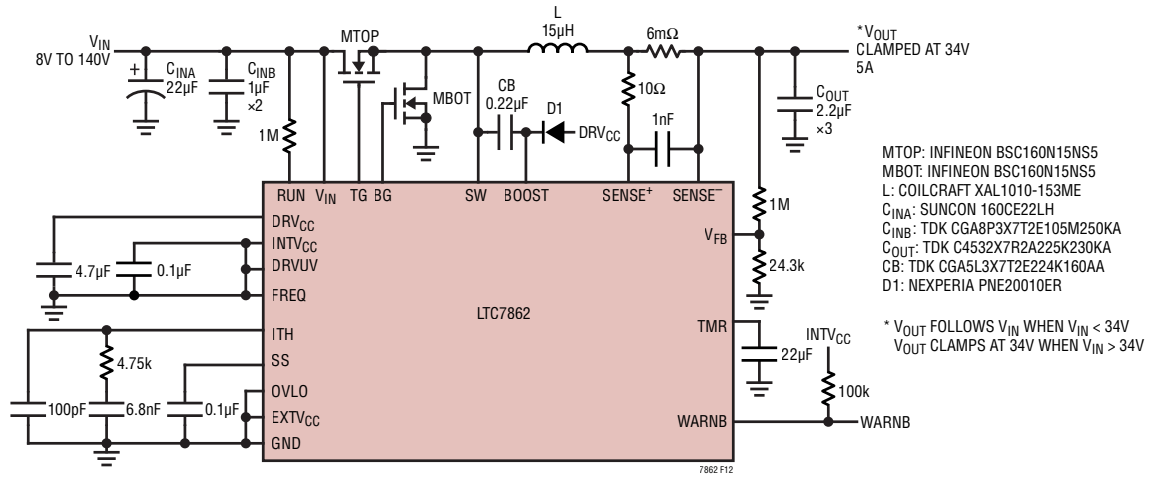 V_IN
8V TO 140V
+
C_INA
22µF
C_INB
1µF
×2
1M
MTOP
MBOT
CB
0.22µF
D1
DRV_CC
L
15µH
6mΩ
10Ω
1nF
*V_OUT
CLAMPED AT 34V
5A
C_OUT
2.2µF
×3
RUN V_IN TG BG SW BOOST SENSE⁺ SENSE⁻
DRV_CC
INTV_CC
DRVUV
FREQ
ITH
SS
OVLO
EXTV_CC
GND
4.7µF
0.1µF
4.75k
100pF
6.8nF
0.1µF
LTC7862
V_FB
TMR
WARNB
1M
24.3k
22µF
INTV_CC
100k
WARNB
7862 F12
MTOP: INFINEON BSC160N15NS5
MBOT: INFINEON BSC160N15NS5
L: COILCRAFT XAL1010-153ME
C_INA: SUNCON 160CE22LH
C_INB: TDK CGA8P3X7T2E105M250KA
C_OUT: TDK C4532X7R2A225K230KA
CB: TDK CGA5L3X7T2E224K160AA
D1: NEXPERIA PNE20010ER
* V_OUT FOLLOWS V_IN WHEN V_IN < 34V
V_OUT CLAMPS AT 34V WHEN V_IN > 34V